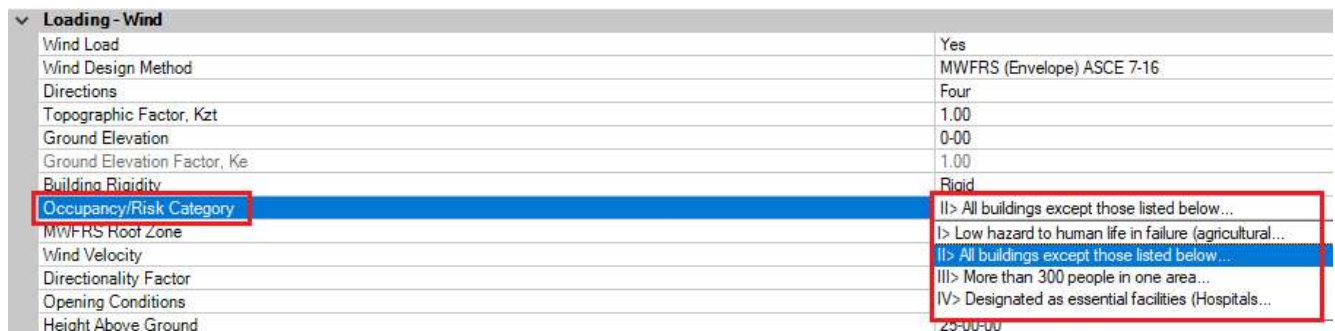 Loading - Wind
Wind Load Yes
Wind Design Method MWFRS (Envelope) ASCE 7-16
Directions Four
Topographic Factor, Kzt 1.00
Ground Elevation 0-00
Ground Elevation Factor, Ke 1.00
Building Rigidity Rigid
Occupancy/Risk Category II> All buildings except those listed below...
MWFRS Roof Zone I> Low hazard to human life in failure (agricultural...
Wind Velocity II> All buildings except those listed below...
Directionality Factor III> More than 300 people in one area...
Opening Conditions IV> Designated as essential facilities (Hospitals...
Height Above Ground 25-00-00